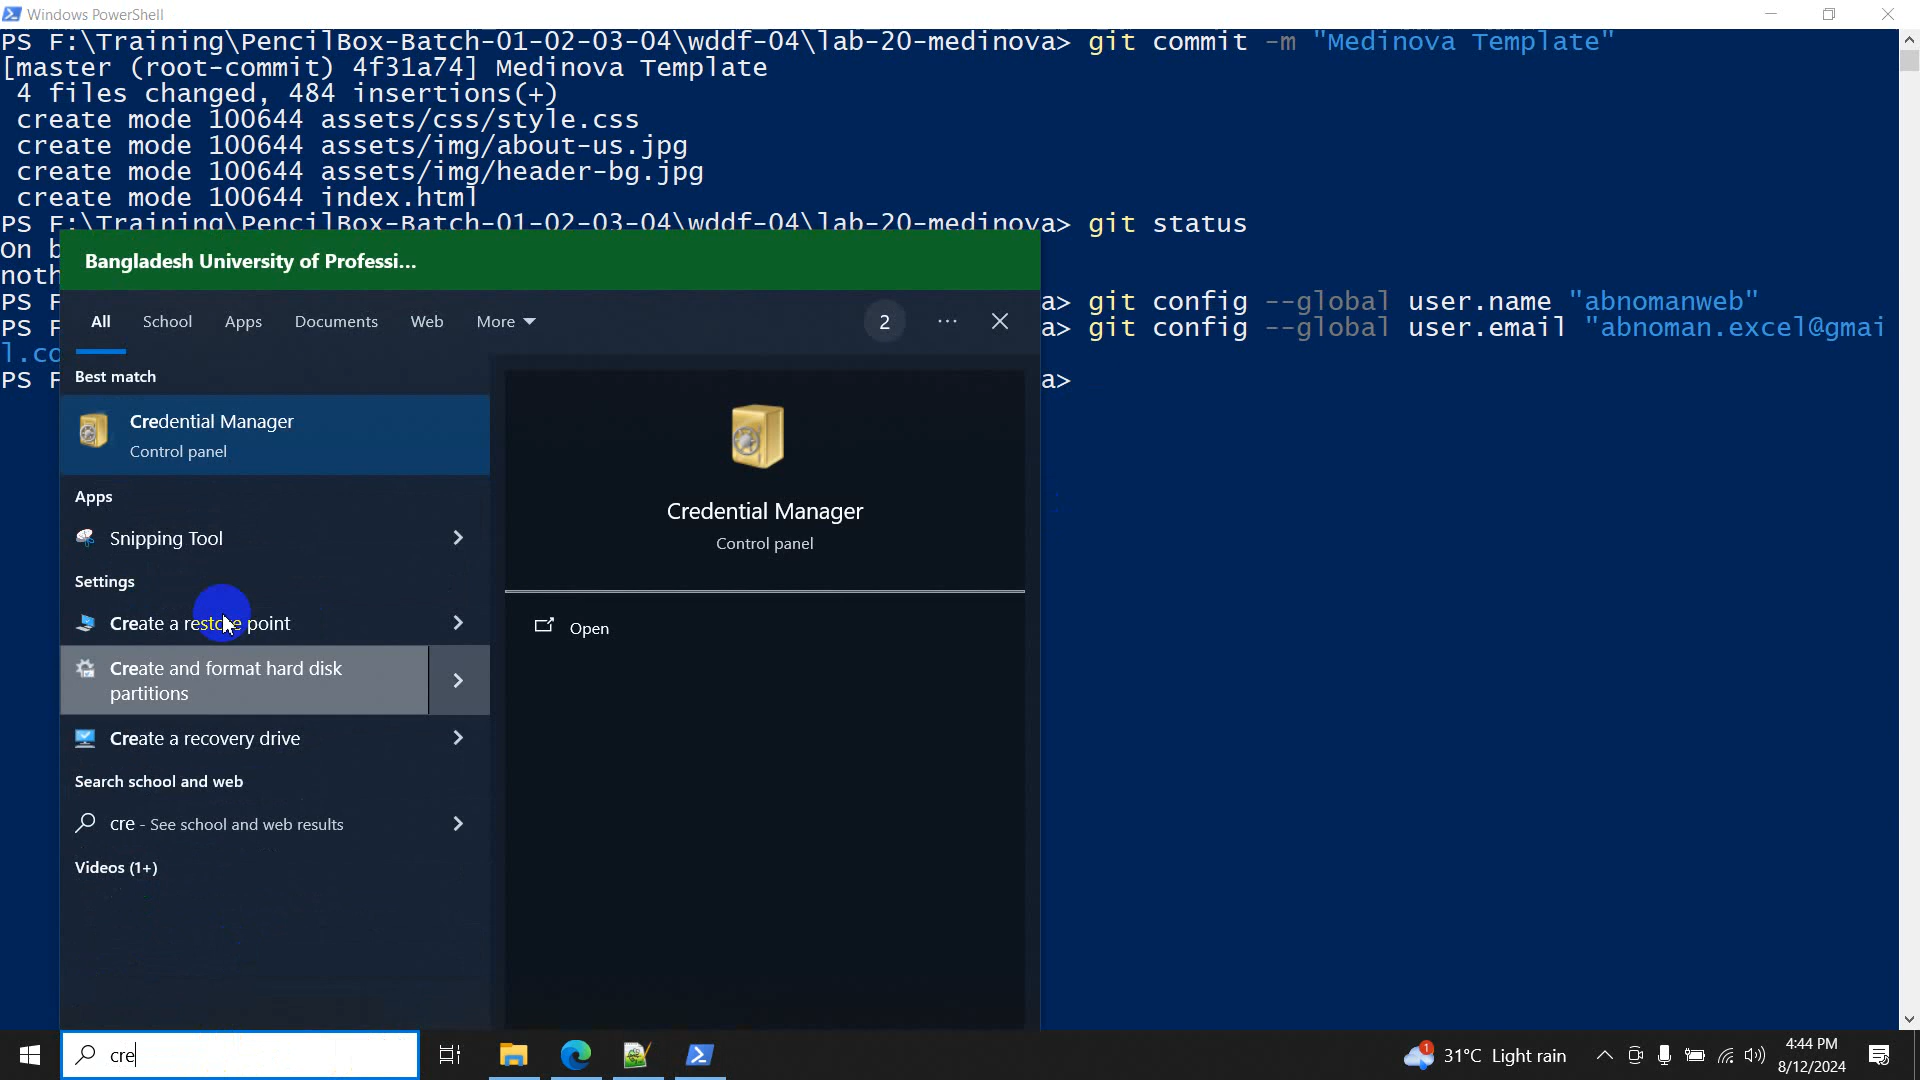 Windows PowerShell
PS F:\Training\PencilBox-Batch-01-02-03-04\wddf-04\lab-20-medinova> git commit -m "Medinova Template"
[master (root-commit) 4f31a74] Medinova Template
4 files changed, 484 insertions(+)
create mode 100644 assets/css/style.css
create mode 100644 assets/img/about-us.jpg
create mode 100644 assets/img/header-bg.jpg
create mode 100644 index.html
PS F:\Training\PencilBox-Batch-01-02-03-04\wddf-04\lab-20-medinova> git status
On b
noth
PS F a> git config --global user.name "abnomanweb"
PS F a> git config --global user.email "abnoman.excel@gmai
l.co
PS F a>
Bangladesh University of Professi...
All School Apps Documents Web More 2 ...
Best match
Credential Manager
Control panel
Apps
Snipping Tool
Settings
Create a restore point
Create and format hard disk
partitions
Create a recovery drive
Search school and web
cre - See school and web results
Videos (1+)
Credential Manager
Control panel
Open
cre
1 31°C Light rain
4:44 PM
8/12/2024